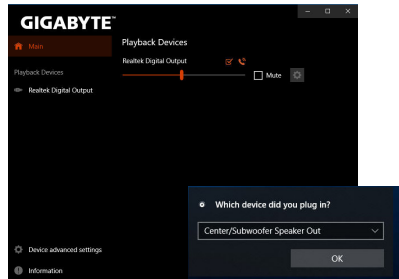 GIGABYTE™
Main
Playback Devices
Realtek Digital Output
Playback Devices
Realtek Digital Output
Mute
Which device did you plug in?
Center/Subwoofer Speaker Out
OK
Device advanced settings
Information